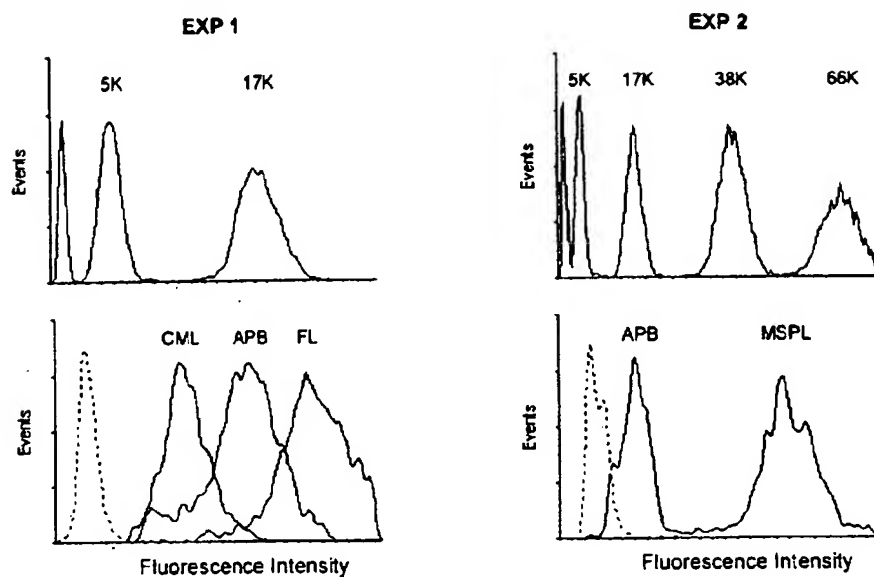 EXP 1
5K 17K
Events
CML APB FL
Events
Fluorescence Intensity
EXP 2
5K 17K 38K 66K
Events
APB MSPL
Events
Fluorescence Intensity